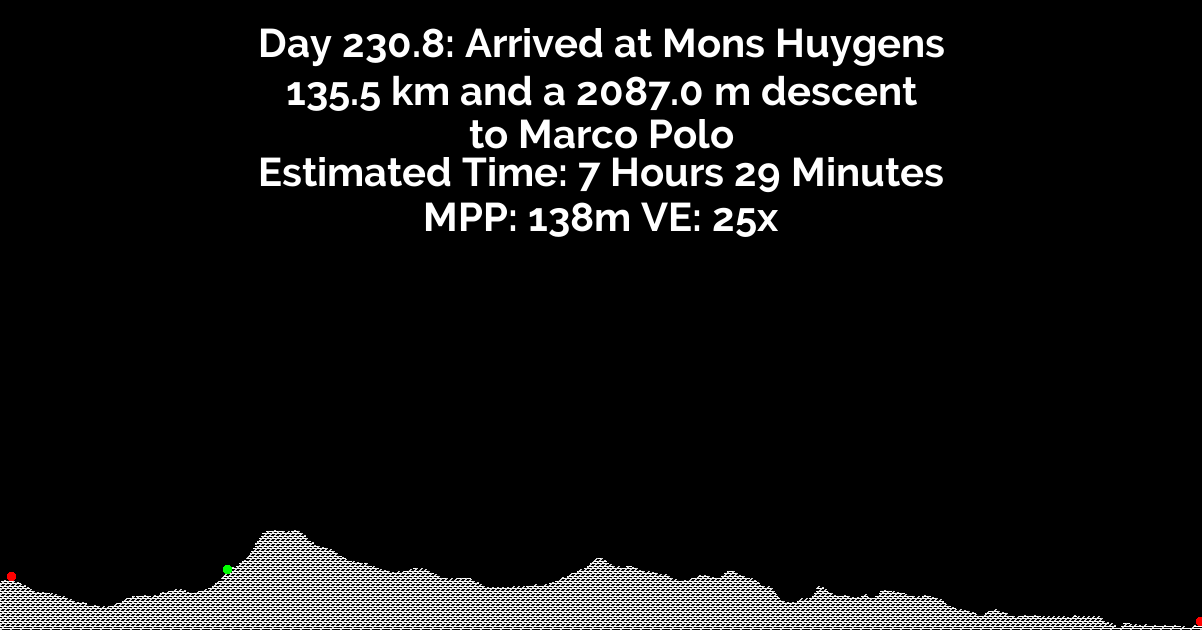 Day 230.8: Arrived at Mons Huygens
135.5 km and a 2087.0 m descent
to Marco Polo
Estimated Time: 7 Hours 29 Minutes
MPP: 138m VE: 25x